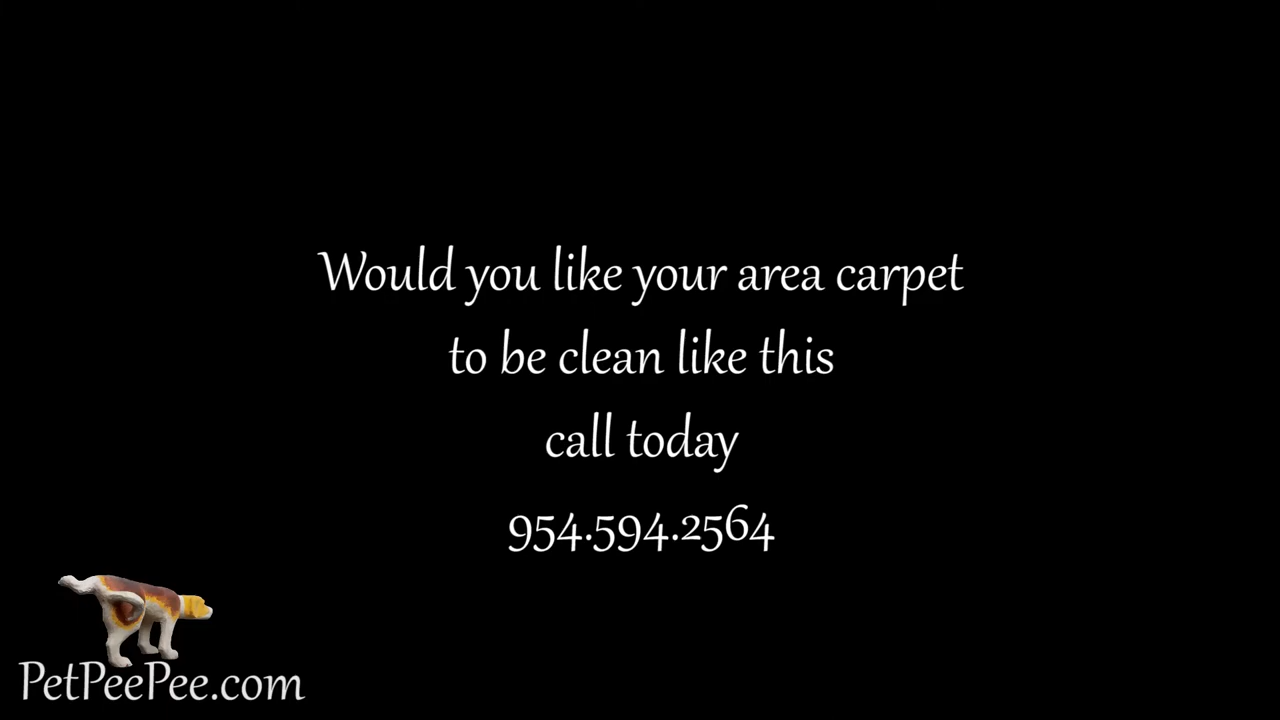 Would you like your area carpet
to be clean like this
call today
954.594.2564
PetPeePee.com